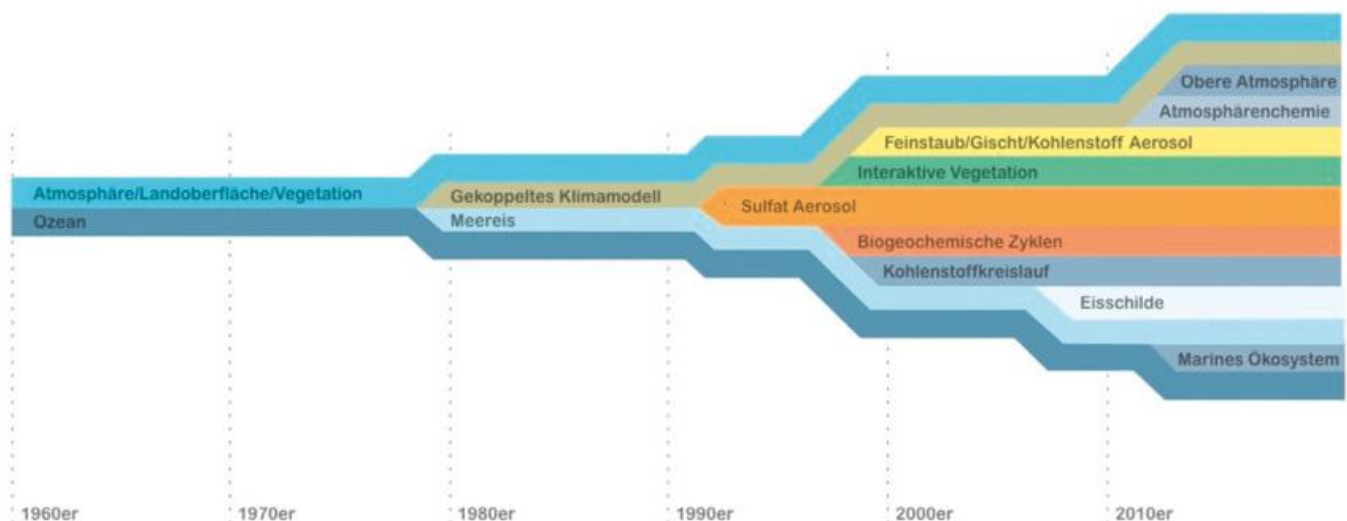 Obere Atmosphäre
Atmosphärenchemie
Feinstaub/Gischt/Kohlenstoff Aerosol
Interaktive Vegetation
Atmosphäre/Landoberfläche/Vegetation
Gekoppeltes Klimamodell
Sulfat Aerosol
Ozean
Meereis
Biogeochemische Zyklen
Kohlenstoffkreislauf
Eisschilde
Marines Ökosystem
1960er
1970er
1980er
1990er
2000er
2010er